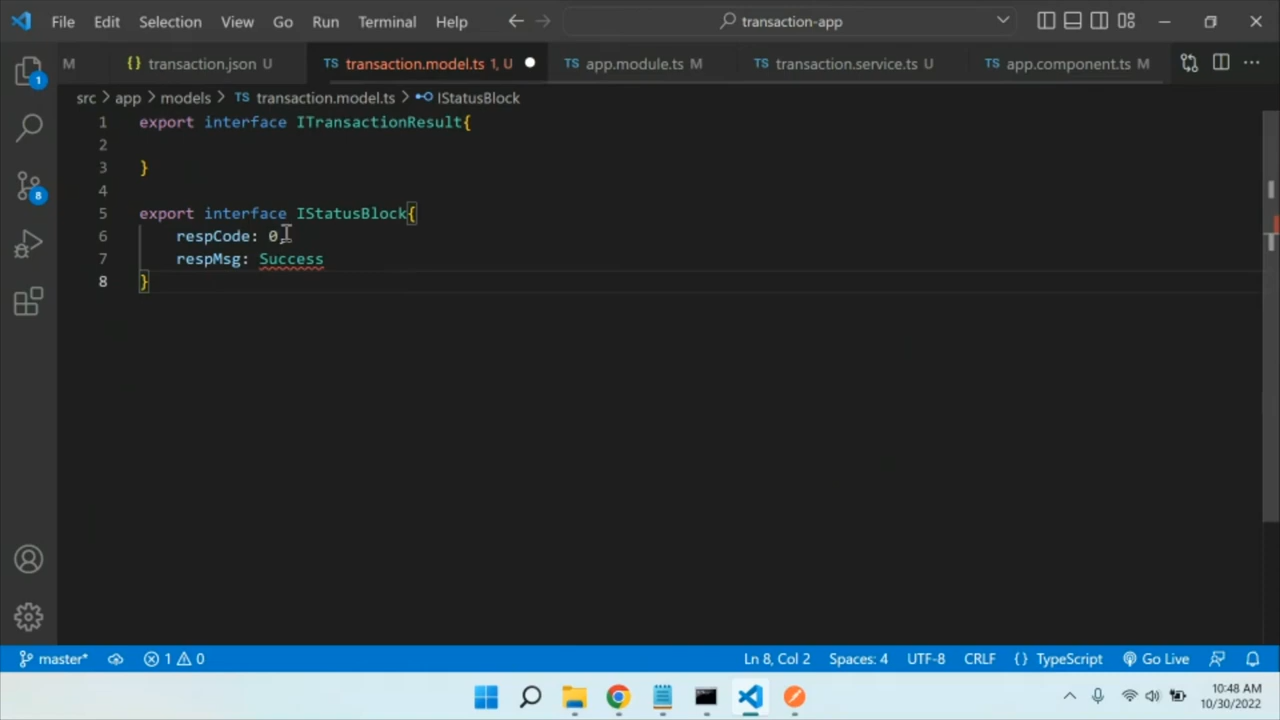 File Edit Selection View Go Run Terminal Help transaction-app
M {} transaction.json U TS transaction.model.ts 1, U TS app.module.ts M TS transaction.service.ts U TS app.component.ts M
src > app > models > TS transaction.model.ts > IStatusBlock
1 export interface ITransactionResult{
2
3 }
4
5 export interface IStatusBlock{
6 respCode: 0,
7 respMsg: Success
8 }
1
8
master* 1 0 Ln 8, Col 2 Spaces: 4 UTF-8 CRLF {} TypeScript Go Live
10:48 AM
10/30/2022